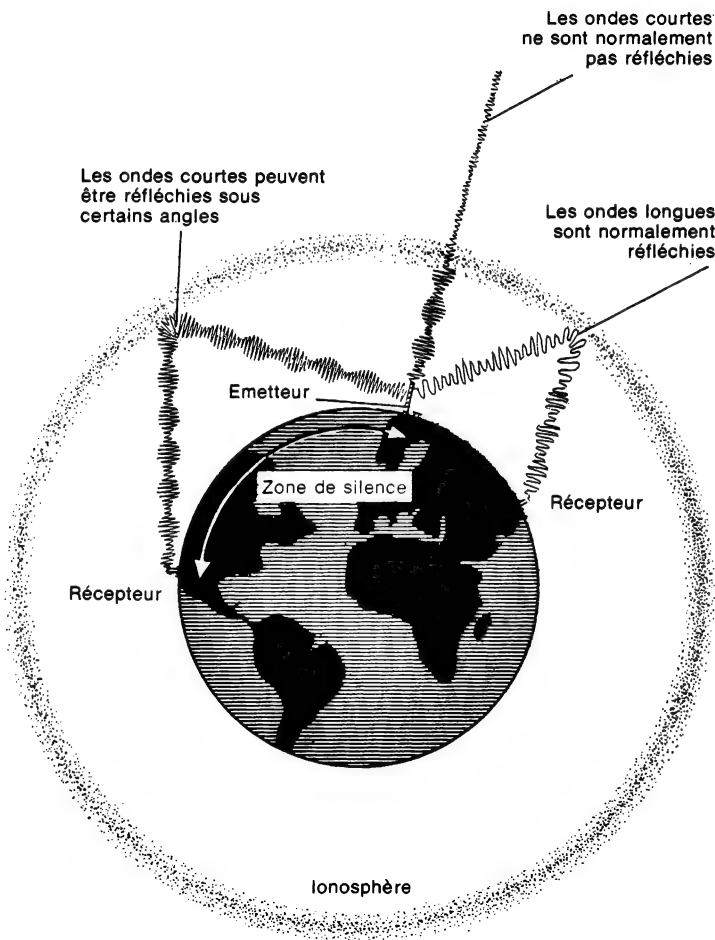 Les ondes courtes
ne sont normalement
pas réfléchies
Les ondes courtes peuvent
être réfléchies sous
certains angles
Les ondes longues
sont normalement
réfléchies
Emetteur
Zone de silence
Récepteur
Récepteur
Ionosphère